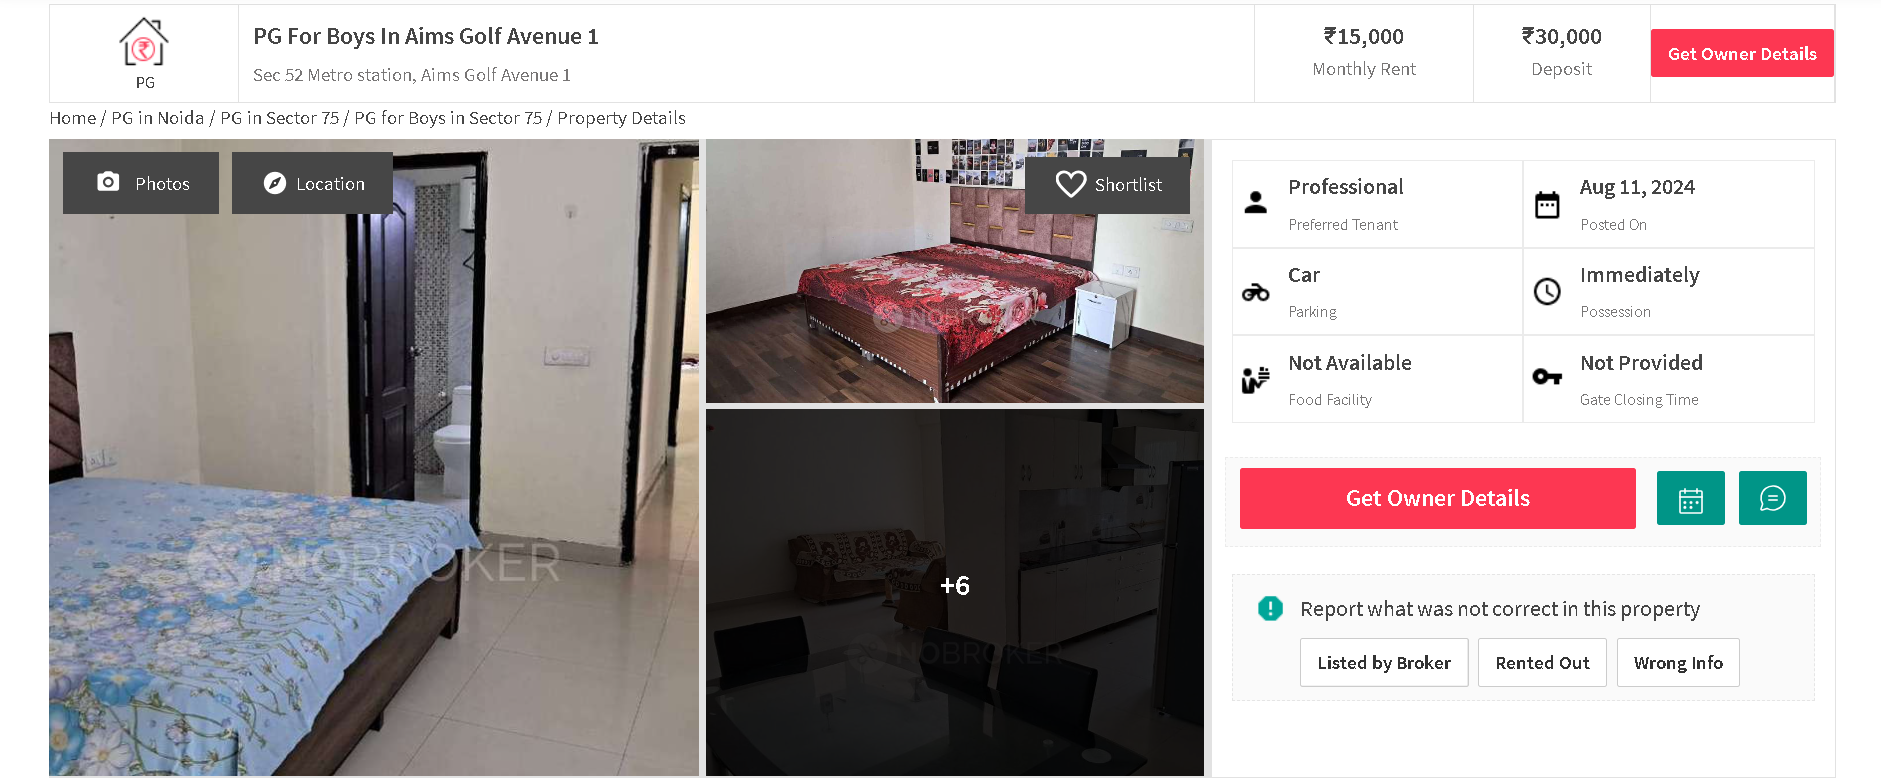 PG
PG For Boys In Aims Golf Avenue 1
Sec 52 Metro station, Aims Golf Avenue 1
₹15,000
Monthly Rent
₹30,000
Deposit
Get Owner Details
Home / PG in Noida / PG in Sector 75 / PG for Boys in Sector 75 / Property Details
Photos
Location
Shortlist
NOBROKER
NOBROKER
+6
NOBROKER
Professional
Preferred Tenant
Aug 11, 2024
Posted On
Car
Parking
Immediately
Possession
Not Available
Food Facility
Not Provided
Gate Closing Time
Get Owner Details
Report what was not correct in this property
Listed by Broker
Rented Out
Wrong Info